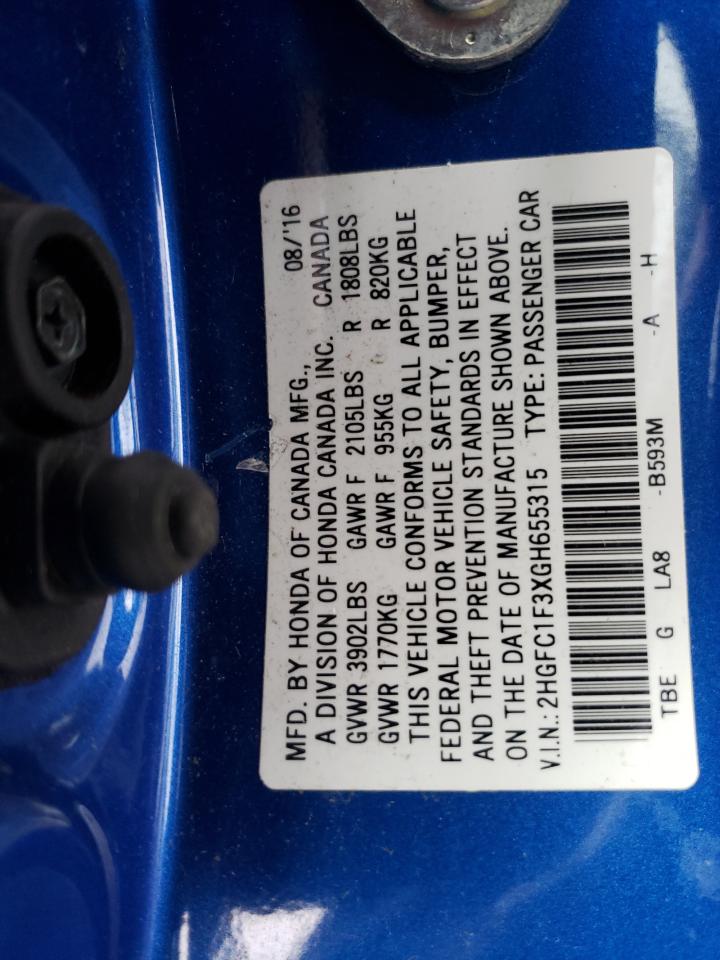 MFD. BY HONDA OF CANADA MFG., 08/'16
A DIVISION OF HONDA CANADA INC. CANADA
GVWR 3902LBS GAWR F 2105LBS R 1808LBS
GVWR 1770KG GAWR F 955KG R 820KG
THIS VEHICLE CONFORMS TO ALL APPLICABLE
FEDERAL MOTOR VEHICLE SAFETY, BUMPER,
AND THEFT PREVENTION STANDARDS IN EFFECT
ON THE DATE OF MANUFACTURE SHOWN ABOVE.
V.I.N.: 2HGFC1F3XGH655315 TYPE: PASSENGER CAR
TBE G LA8 -B593M -A -H